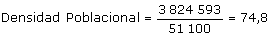 Densidad Poblacional = 3 824 593 / 51 100 = 74,8